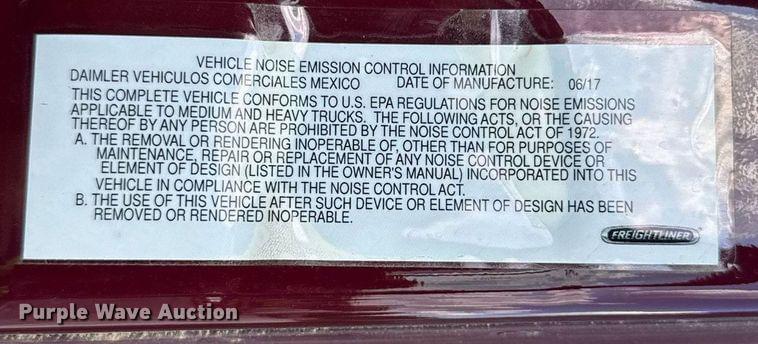 VEHICLE NOISE EMISSION CONTROL INFORMATION
DAIMLER VEHICULOS COMERCIALES MEXICO DATE OF MANUFACTURE: 06/17
THIS COMPLETE VEHICLE CONFORMS TO U.S. EPA REGULATIONS FOR NOISE EMISSIONS
APPLICABLE TO MEDIUM AND HEAVY TRUCKS. THE FOLLOWING ACTS, OR THE CAUSING
THEREOF BY ANY PERSON ARE PROHIBITED BY THE NOISE CONTROL ACT OF 1972.
A. THE REMOVAL OR RENDERING INOPERABLE OF, OTHER THAN FOR PURPOSES OF
MAINTENANCE, REPAIR OR REPLACEMENT OF ANY NOISE CONTROL DEVICE OR
ELEMENT OF DESIGN (LISTED IN THE OWNER'S MANUAL) INCORPORATED INTO THIS
VEHICLE IN COMPLIANCE WITH THE NOISE CONTROL ACT.
B. THE USE OF THIS VEHICLE AFTER SUCH DEVICE OR ELEMENT OF DESIGN HAS BEEN
REMOVED OR RENDERED INOPERABLE.
FREIGHTLINER
Purple Wave Auction